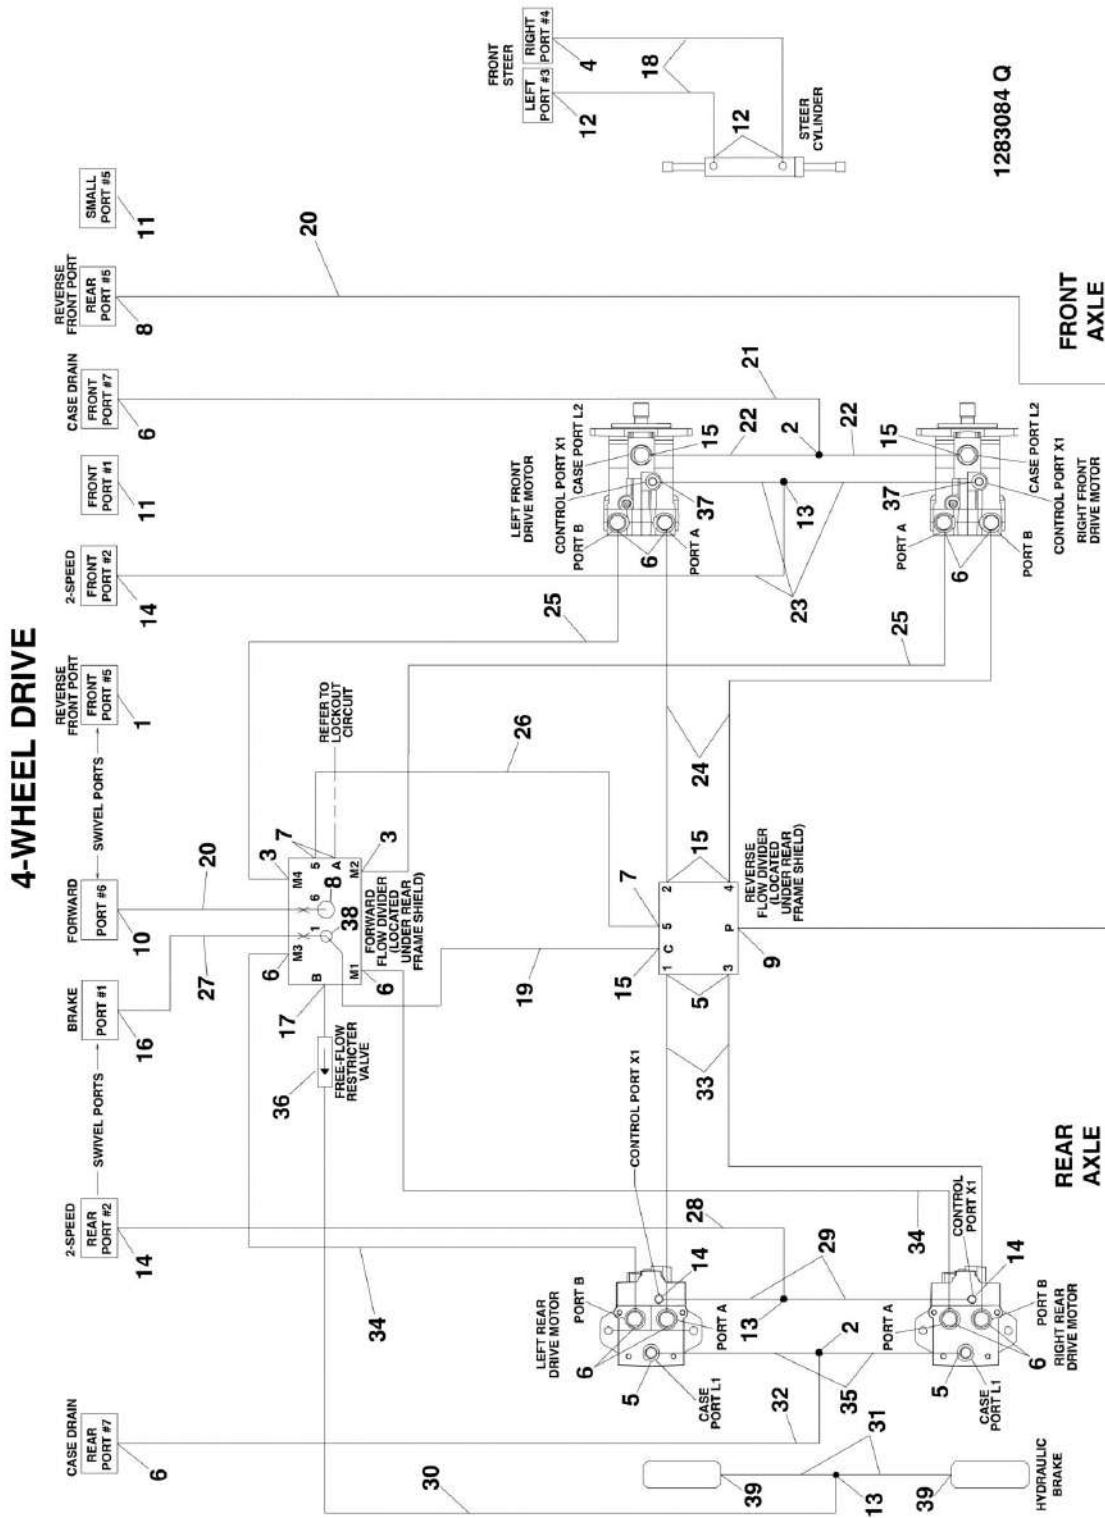 4-WHEEL DRIVE
CASE DRAIN
REAR
PORT #7
6
2-SPEED
REAR
PORT #2
14
SWIVEL PORTS
BRAKE
PORT #1
16
FORWARD
PORT #6
10
SWIVEL PORTS
REVERSE
FRONT PORT
FRONT
PORT #5
1
2-SPEED
FRONT
PORT #2
14
FRONT
PORT #1
11
CASE DRAIN
FRONT
PORT #7
6
REVERSE
FRONT PORT
REAR
PORT #5
8
SMALL
PORT #5
11
27
20
20
30
34
36
FREE-FLOW
RESTRICTER
VALVE
17
6
M3
B
1
6
M4
3
5
7
A
8
38
M1
6
M2
3
FORWARD
FLOW DIVIDER
(LOCATED
UNDER REAR
FRAME SHIELD)
REFER TO
LOCKOUT
CIRCUIT
26
25
19
FRONT
STEER
LEFT
PORT #3
RIGHT
PORT #4
12
4
18
12
STEER
CYLINDER
LEFT REAR
DRIVE MOTOR
PORT B
6
5
CASE
PORT L1
PORT A
14
CONTROL PORT X1
28
13
29
2
32
35
33
15
7
1
C
5
2
15
5
3
P
4
9
REVERSE
FLOW DIVIDER
(LOCATED
UNDER REAR
FRAME SHIELD)
24
LEFT FRONT
DRIVE MOTOR
CONTROL PORT X1
CASE PORT L2
PORT B
6
PORT A
37
15
21
22
2
22
13
23
25
15
37
PORT A
6
PORT B
CASE PORT L2
CONTROL PORT X1
RIGHT FRONT
DRIVE MOTOR
34
CONTROL
PORT X1
14
PORT A
5
6
PORT B
CASE
PORT L1
RIGHT REAR
DRIVE MOTOR
31
39
13
39
HYDRAULIC
BRAKE
REAR
AXLE
FRONT
AXLE
1283084 Q